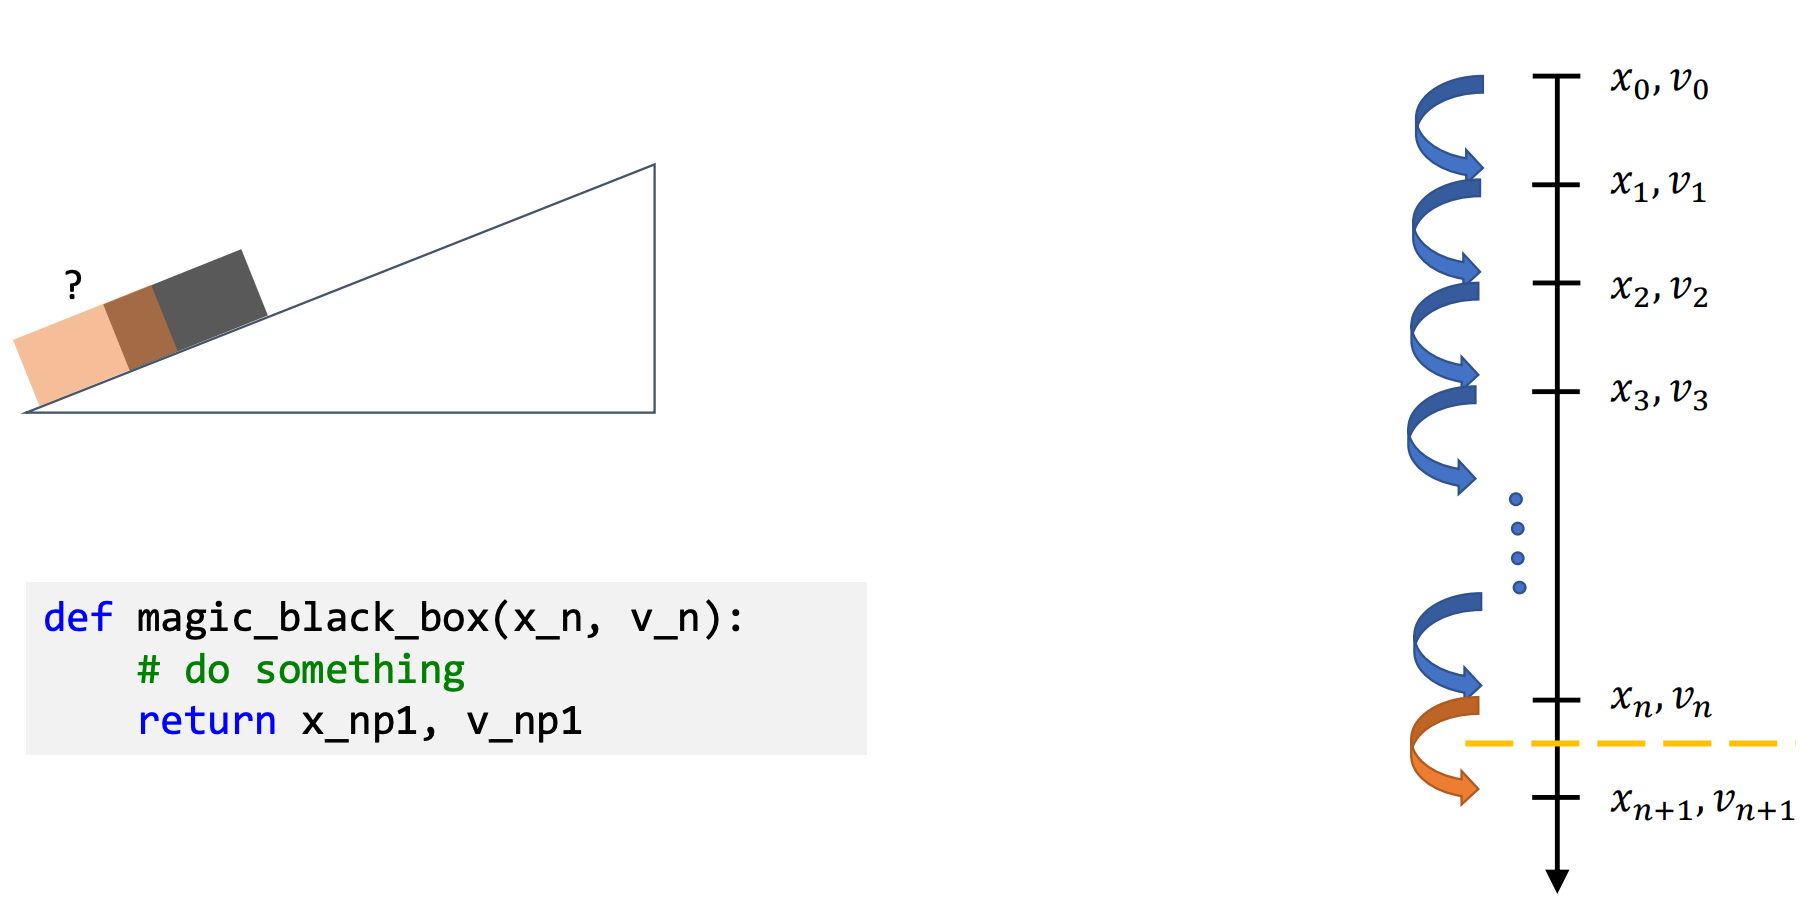 ?
def magic_black_box(x_n, v_n):
    # do something
    return x_np1, v_np1
x₀, v₀
x₁, v₁
x₂, v₂
x₃, v₃
xₙ, vₙ
xₙ₊₁, vₙ₊₁